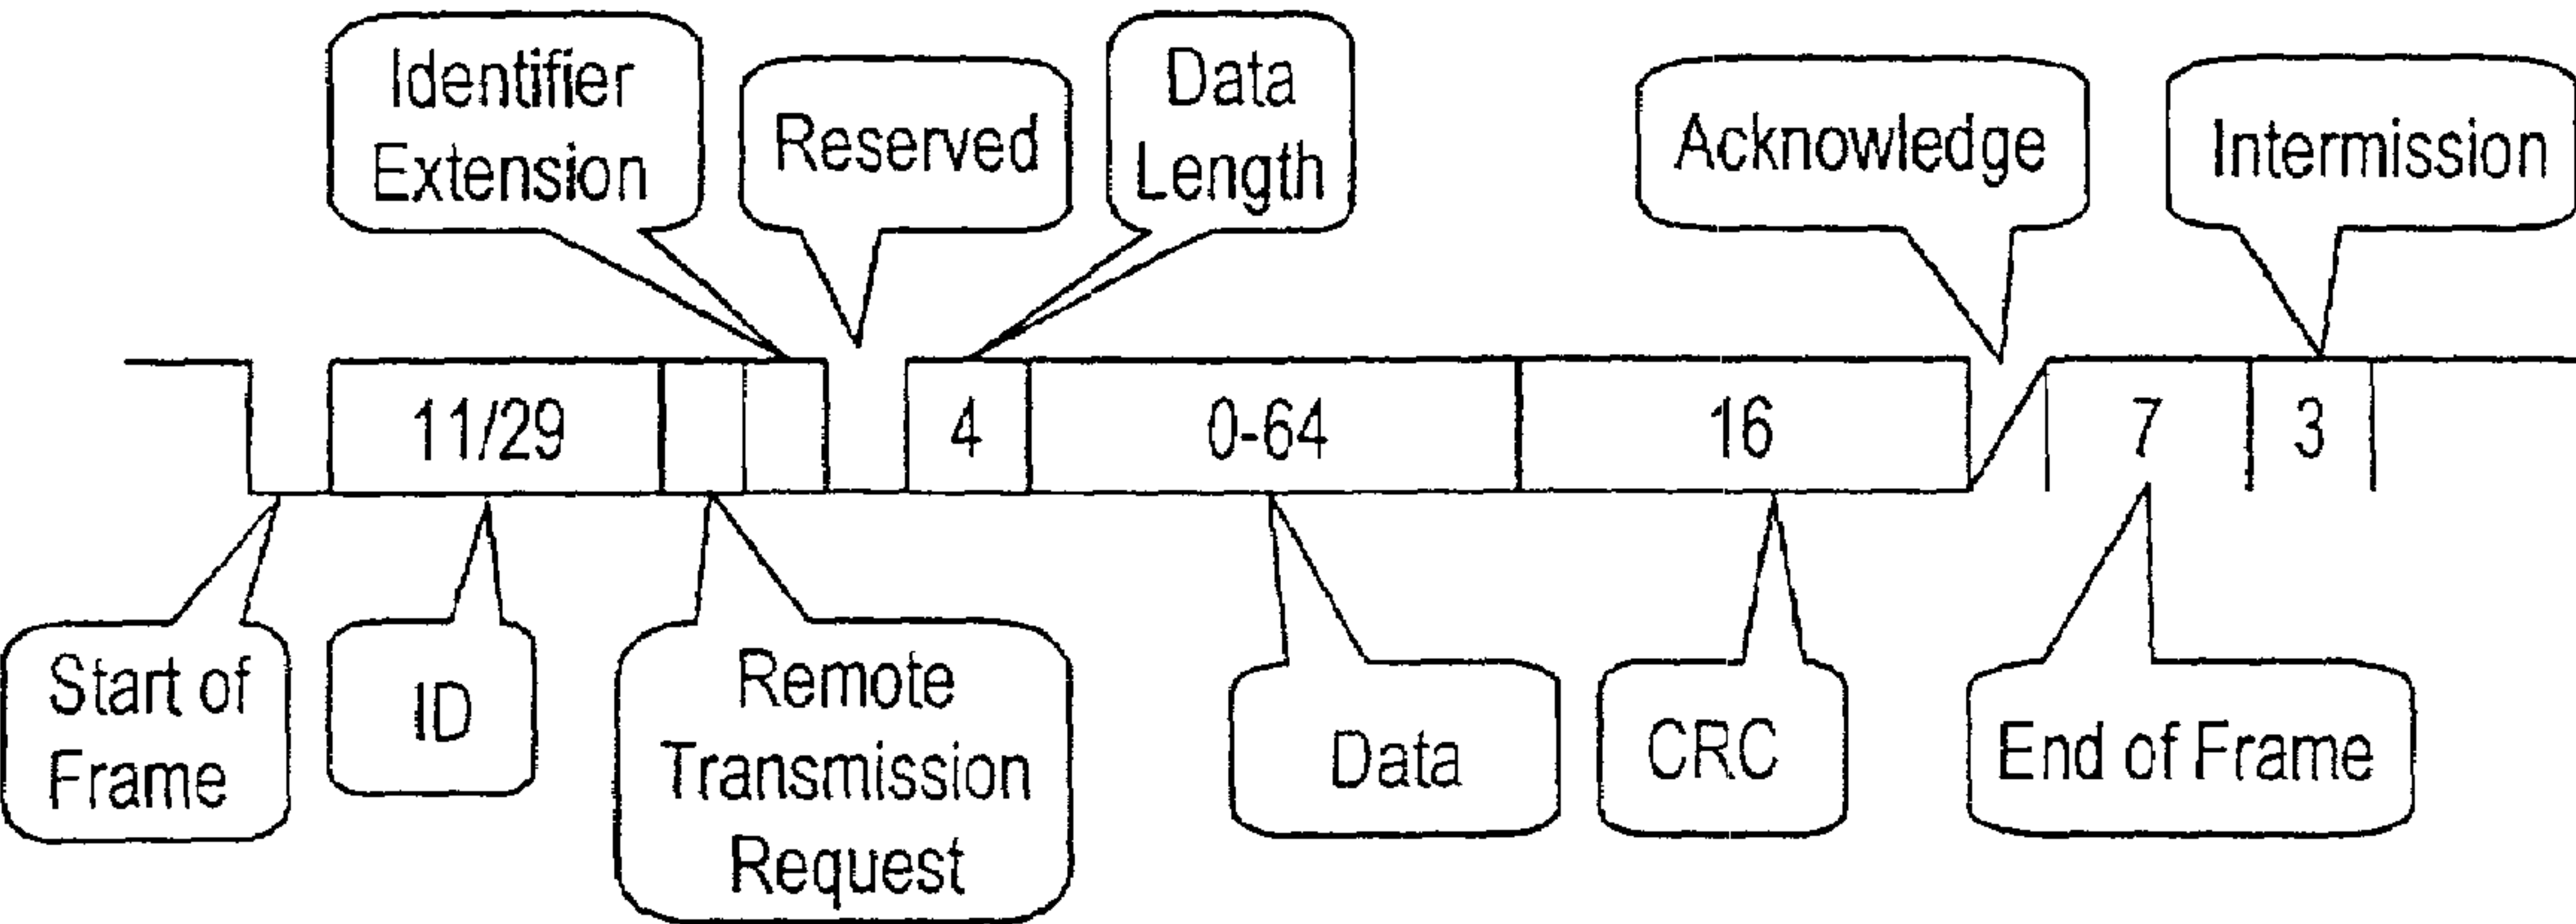 Identifier
Extension
Reserved
Data
Length
Acknowledge
Intermission
11/29
4
0-64
16
7
3
Start of
Frame
ID
Remote
Transmission
Request
Data
CRC
End of Frame